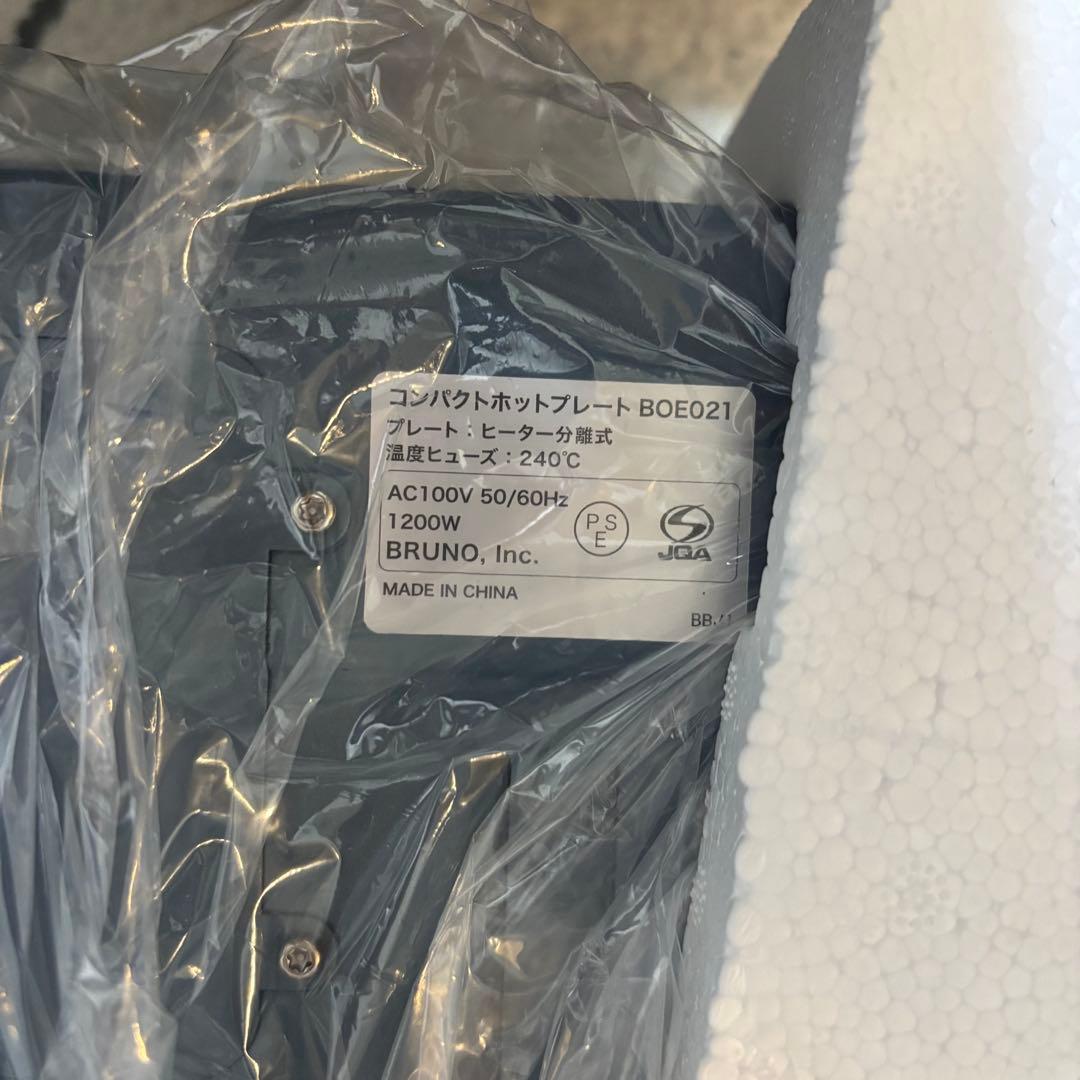 コンパクトホットプレート BOE021
プレート：ヒーター分離式
温度ヒューズ：240℃
AC100V 50/60Hz
1200W
BRUNO, Inc.
PSE
JQA
MADE IN CHINA